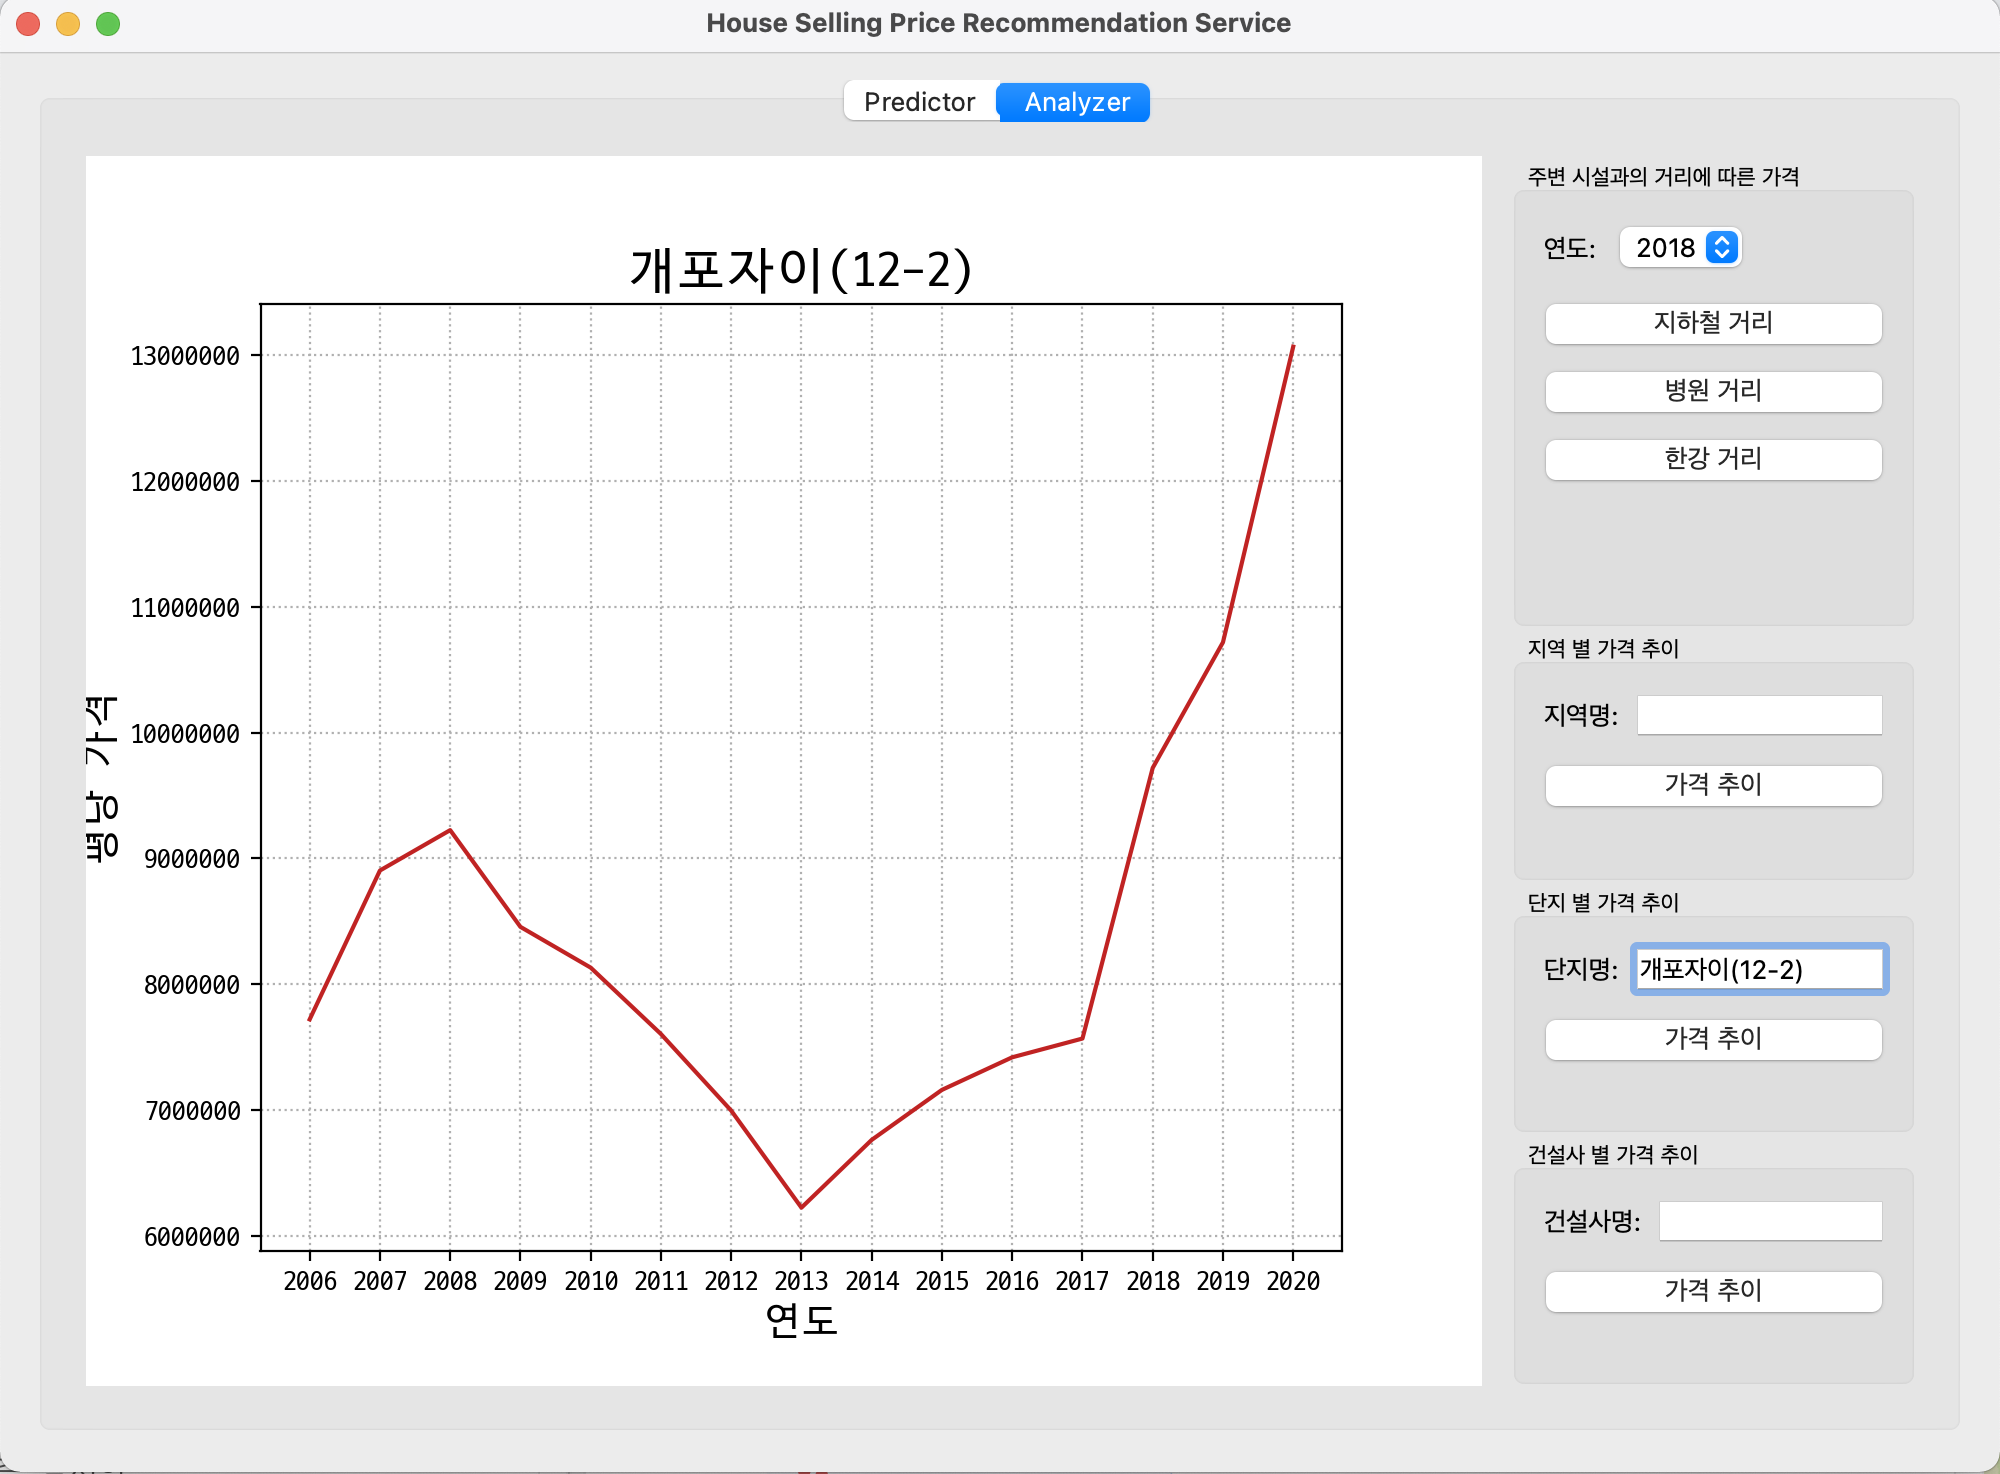 House Selling Price Recommendation Service
Predictor
Analyzer
개포자이(12-2)
13000000
12000000
11000000
10000000
9000000
8000000
7000000
6000000
평당 가격
2006 2007 2008 2009 2010 2011 2012 2013 2014 2015 2016 2017 2018 2019 2020
연도
주변 시설과의 거리에 따른 가격
연도: 2018
지하철 거리
병원 거리
한강 거리
지역 별 가격 추이
지역명:
가격 추이
단지 별 가격 추이
단지명: 개포자이(12-2)
가격 추이
건설사 별 가격 추이
건설사명:
가격 추이